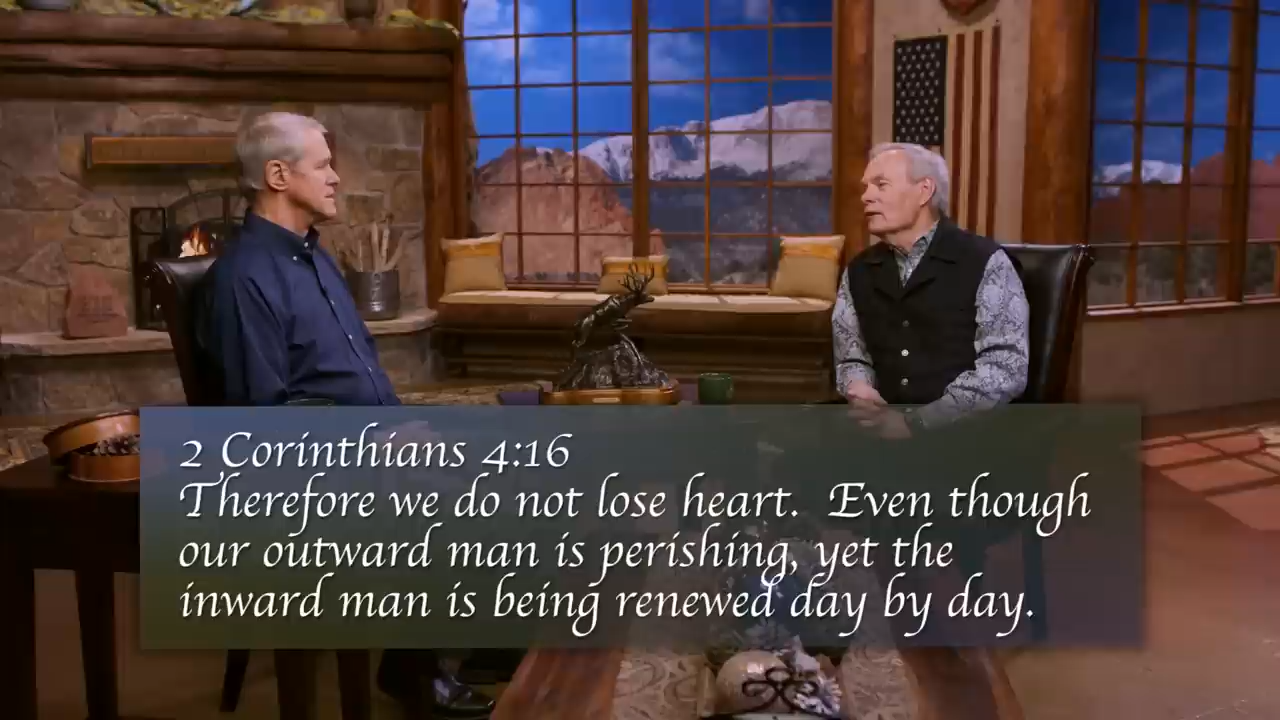 2 Corinthians 4:16
Therefore we do not lose heart. Even though
our outward man is perishing, yet the
inward man is being renewed day by day.